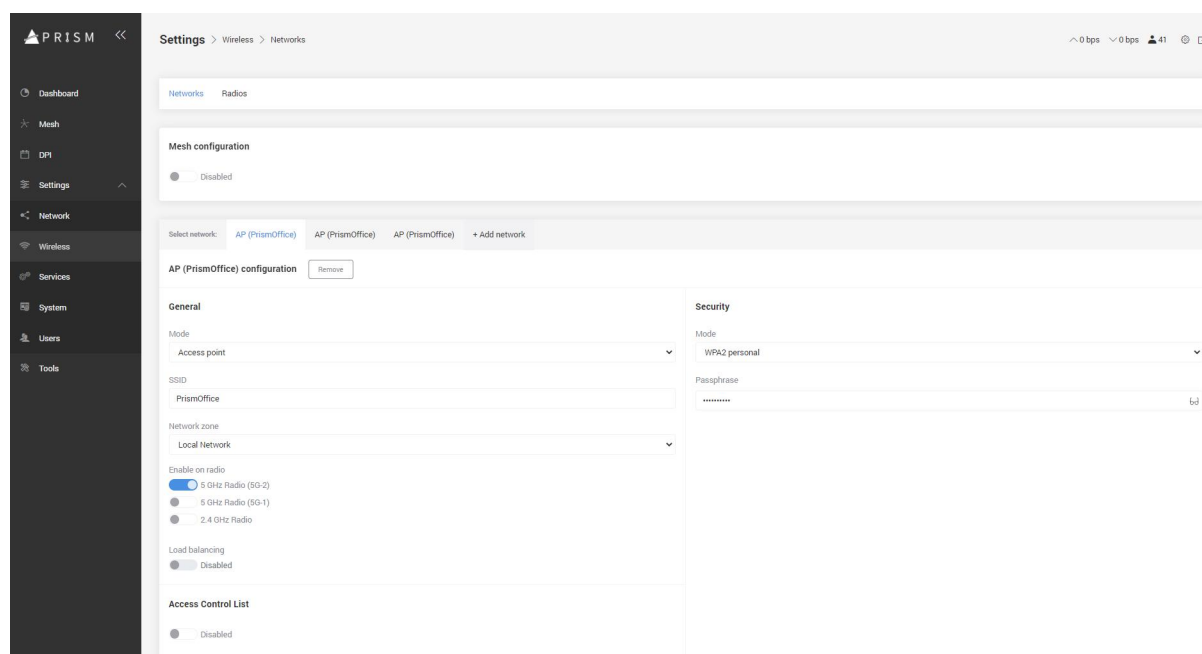 PRISM
Settings > Wireless > Networks
0 bps 0 bps 41
Dashboard
Mesh
DPI
Settings
Network
Wireless
Services
System
Users
Tools
Networks Radios
Mesh configuration
Disabled
Select network: AP (PrismOffice) AP (PrismOffice) AP (PrismOffice) + Add network
AP (PrismOffice) configuration Remove
General
Mode
Access point
SSID
PrismOffice
Network zone
Local Network
Enable on radio
5 GHz Radio (5G-2)
5 GHz Radio (5G-1)
2.4 GHz Radio
Load balancing
Disabled
Access Control List
Disabled
Security
Mode
WPA2 personal
Passphrase
••••••••••